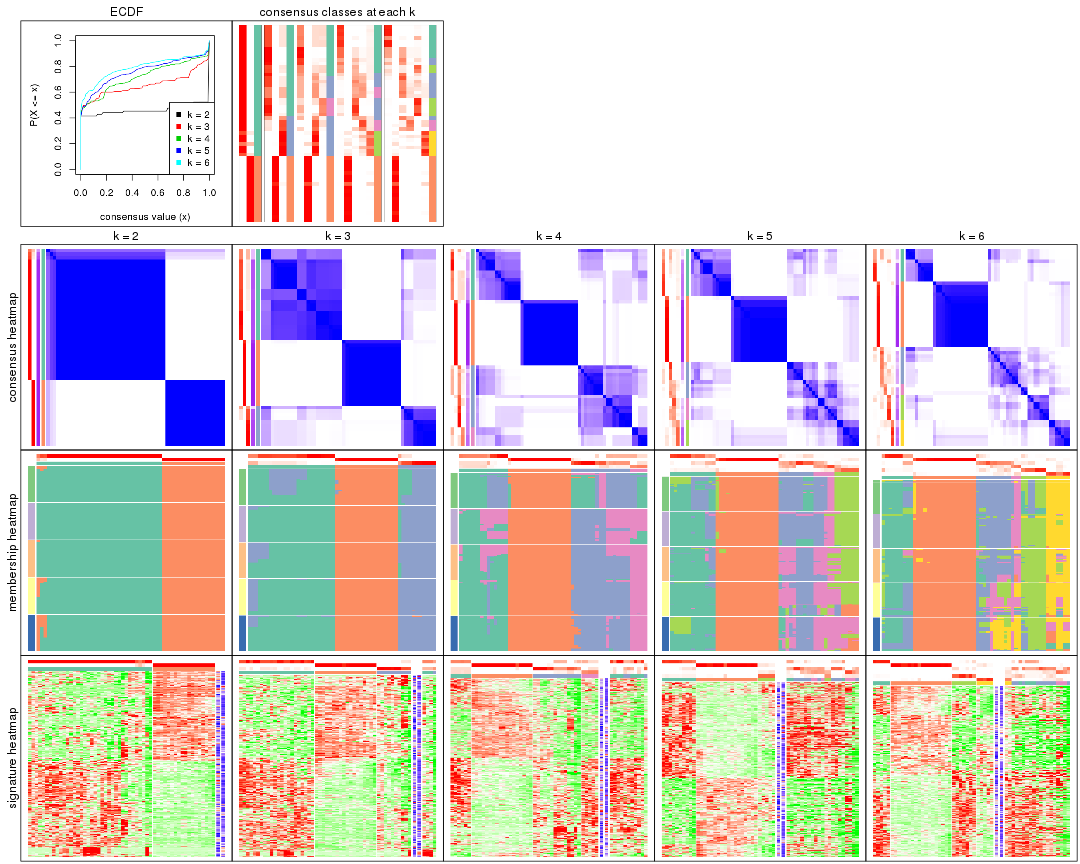 ECDF
consensus classes at each k
P(X <= x)
1.0
0.8
0.6
0.4
0.2
0.0
k = 2
k = 3
k = 4
k = 5
k = 6
0.0 0.2 0.4 0.6 0.8 1.0
consensus value (x)
k = 2
k = 3
k = 4
k = 5
k = 6
consensus heatmap
membership heatmap
signature heatmap